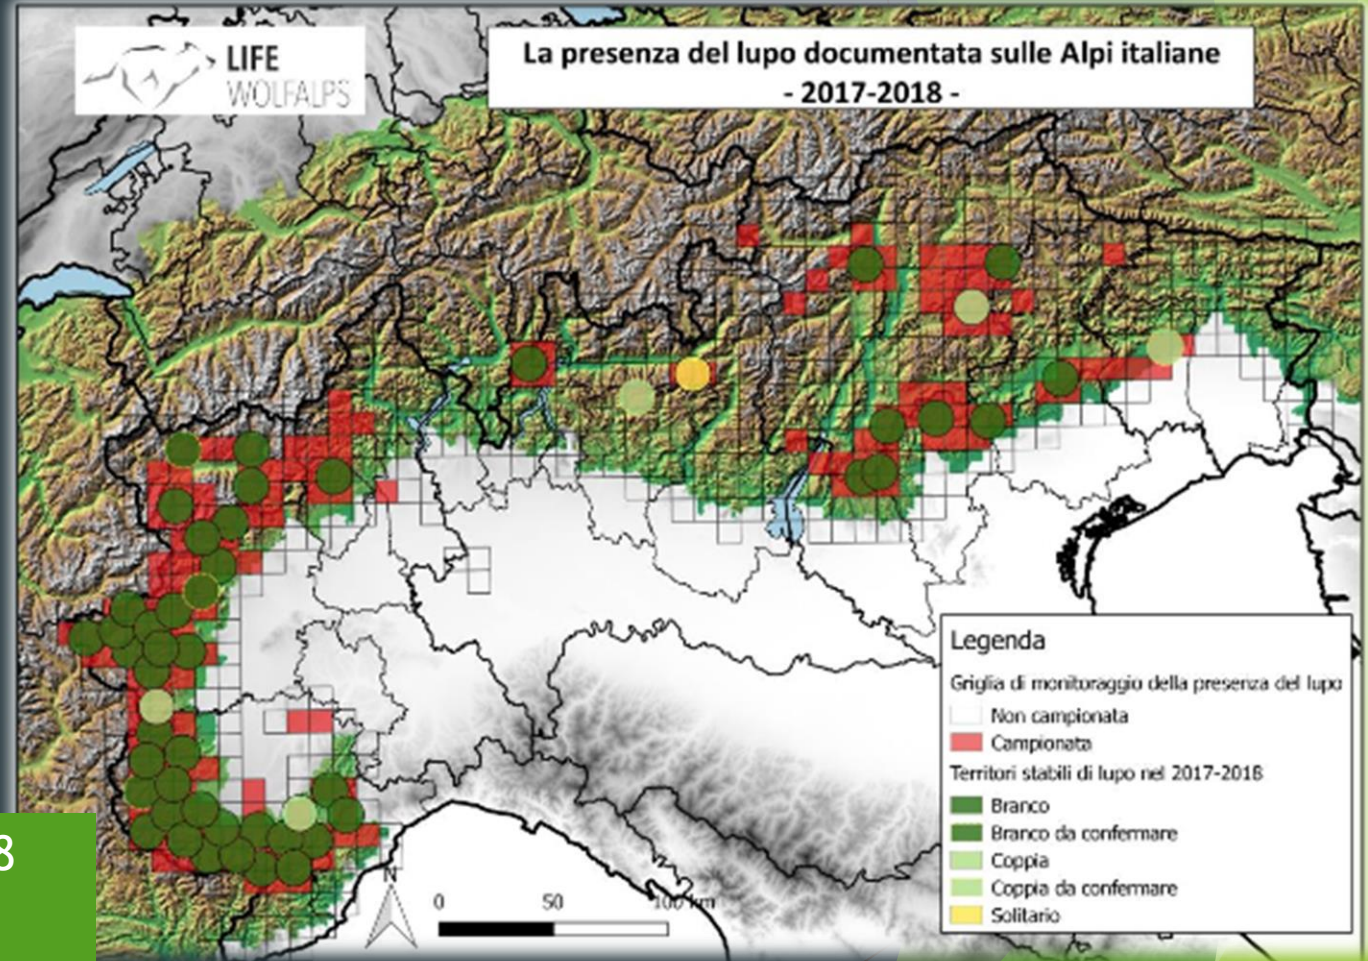 LIFE
WOLFALPS
La presenza del lupo documentata sulle Alpi italiane
- 2017-2018 -
Legenda
Griglia di monitoraggio della presenza del lupo
Non campionata
Campionata
Territori stabili di lupo nel 2017-2018
Branco
Branco da confermare
Coppia
Coppia da confermare
Solitario
8
N
0 50 100 km